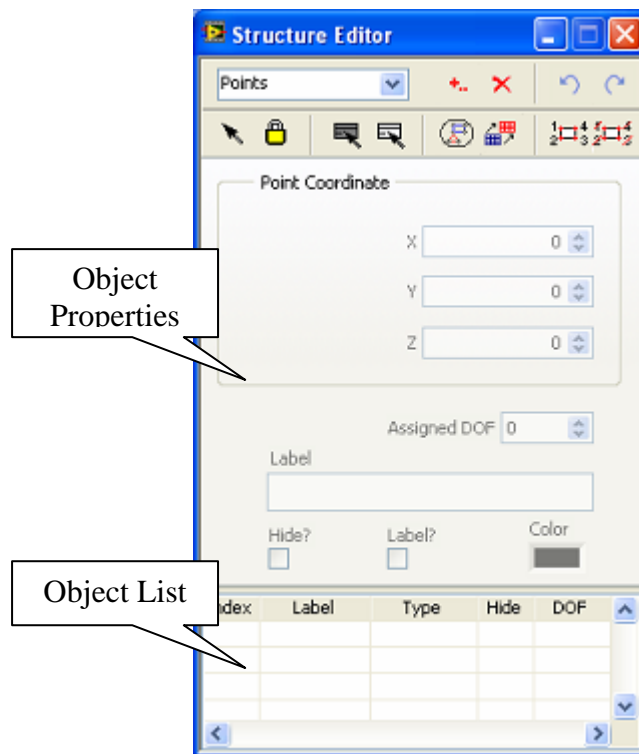 Structure Editor
Points
Point Coordinate
X 0
Y 0
Z 0
Object
Properties
Assigned DOF 0
Label
Hide? Label? Color
Object List
Index Label Type Hide DOF